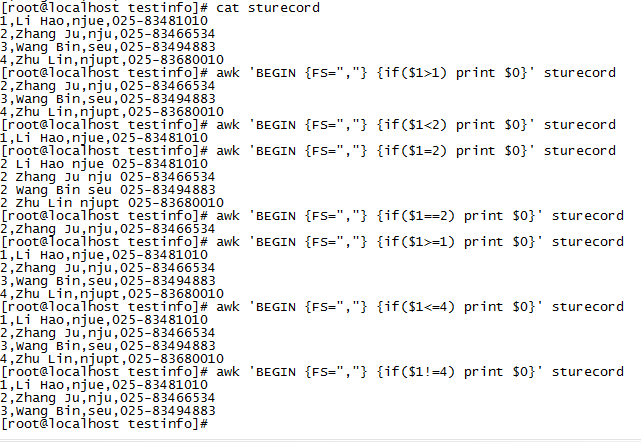 [root@localhost testinfo]# cat sturecord
1,Li Hao,njue,025-83481010
2,Zhang Ju,nju,025-83466534
3,Wang Bin,seu,025-83494883
4,Zhu Lin,njupt,025-83680010
[root@localhost testinfo]# awk 'BEGIN {FS=","} {if($1>1) print $0}' sturecord
2,Zhang Ju,nju,025-83466534
3,Wang Bin,seu,025-83494883
4,Zhu Lin,njupt,025-83680010
[root@localhost testinfo]# awk 'BEGIN {FS=","} {if($1<2) print $0}' sturecord
1,Li Hao,njue,025-83481010
[root@localhost testinfo]# awk 'BEGIN {FS=","} {if($1=2) print $0}' sturecord
2 Li Hao njue 025-83481010
2 Zhang Ju nju 025-83466534
2 Wang Bin seu 025-83494883
2 Zhu Lin njupt 025-83680010
[root@localhost testinfo]# awk 'BEGIN {FS=","} {if($1==2) print $0}' sturecord
2,Zhang Ju,nju,025-83466534
[root@localhost testinfo]# awk 'BEGIN {FS=","} {if($1>=1) print $0}' sturecord
1,Li Hao,njue,025-83481010
2,Zhang Ju,nju,025-83466534
3,Wang Bin,seu,025-83494883
4,Zhu Lin,njupt,025-83680010
[root@localhost testinfo]# awk 'BEGIN {FS=","} {if($1<=4) print $0}' sturecord
1,Li Hao,njue,025-83481010
2,Zhang Ju,nju,025-83466534
3,Wang Bin,seu,025-83494883
4,Zhu Lin,njupt,025-83680010
[root@localhost testinfo]# awk 'BEGIN {FS=","} {if($1!=4) print $0}' sturecord
1,Li Hao,njue,025-83481010
2,Zhang Ju,nju,025-83466534
3,Wang Bin,seu,025-83494883
[root@localhost testinfo]#